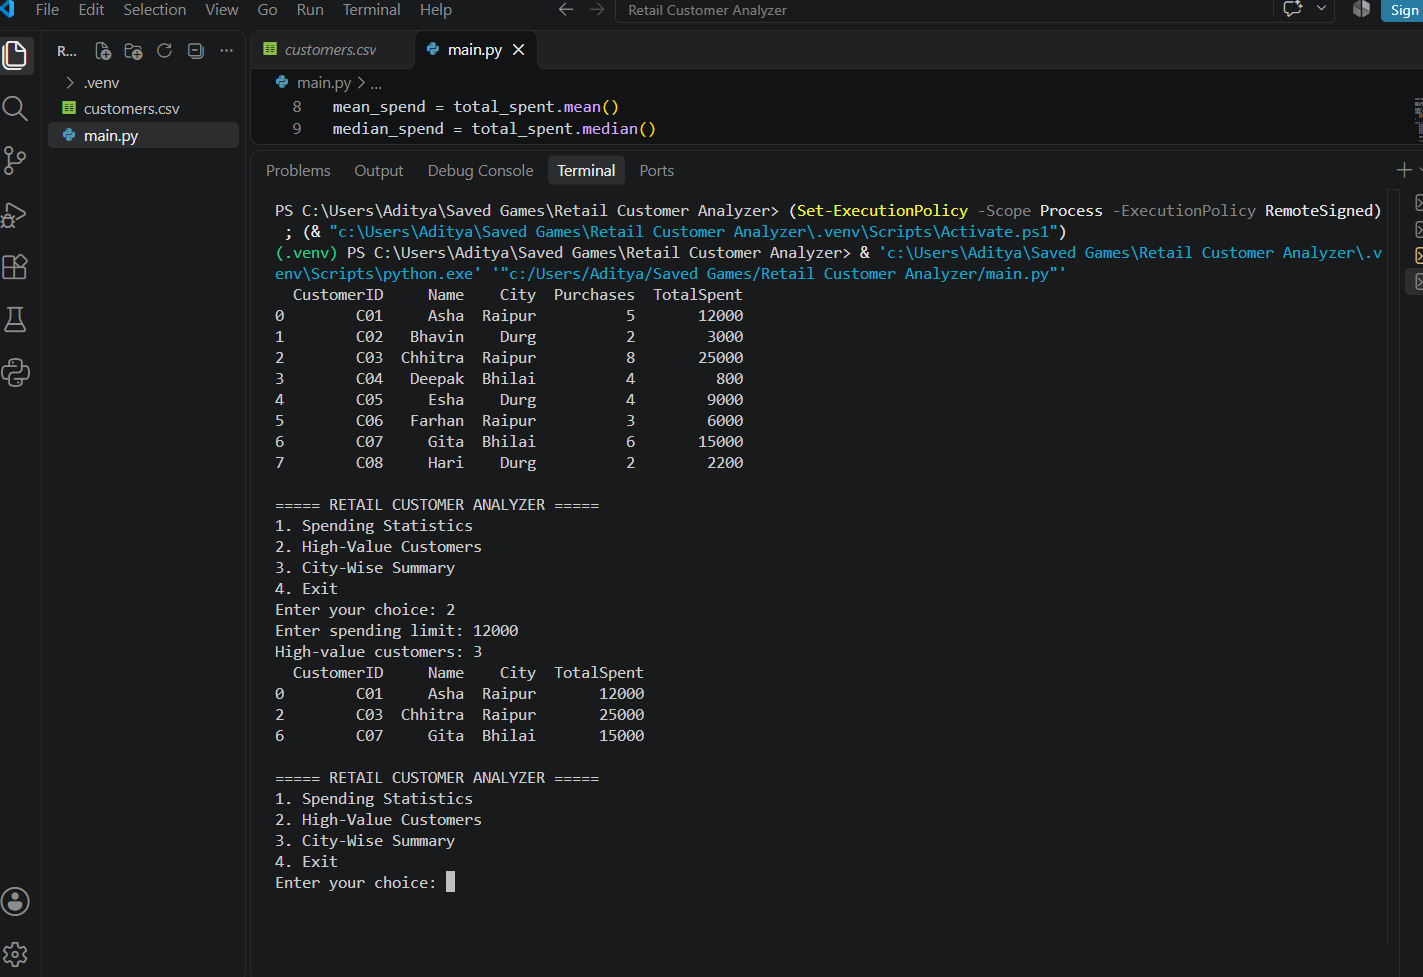 File Edit Selection View Go Run Terminal Help
Retail Customer Analyzer
Sign
R... ...
.venv
customers.csv
main.py
customers.csv
main.py
main.py > ...
8 mean_spend = total_spent.mean()
9 median_spend = total_spent.median()
Problems Output Debug Console Terminal Ports
PS C:\Users\Aditya\Saved Games\Retail Customer Analyzer> (Set-ExecutionPolicy -Scope Process -ExecutionPolicy RemoteSigned)
; (& "c:\Users\Aditya\Saved Games\Retail Customer Analyzer\.venv\Scripts\Activate.ps1")
(.venv) PS C:\Users\Aditya\Saved Games\Retail Customer Analyzer> & 'c:\Users\Aditya\Saved Games\Retail Customer Analyzer\.v
env\Scripts\python.exe' '"c:/Users/Aditya/Saved Games/Retail Customer Analyzer/main.py"'
CustomerID Name City Purchases TotalSpent
0 C01 Asha Raipur 5 12000
1 C02 Bhavin Durg 2 3000
2 C03 Chhitra Raipur 8 25000
3 C04 Deepak Bhilai 4 800
4 C05 Esha Durg 4 9000
5 C06 Farhan Raipur 3 6000
6 C07 Gita Bhilai 6 15000
7 C08 Hari Durg 2 2200
===== RETAIL CUSTOMER ANALYZER =====
1. Spending Statistics
2. High-Value Customers
3. City-Wise Summary
4. Exit
Enter your choice: 2
Enter spending limit: 12000
High-value customers: 3
CustomerID Name City TotalSpent
0 C01 Asha Raipur 12000
2 C03 Chhitra Raipur 25000
6 C07 Gita Bhilai 15000
===== RETAIL CUSTOMER ANALYZER =====
1. Spending Statistics
2. High-Value Customers
3. City-Wise Summary
4. Exit
Enter your choice: